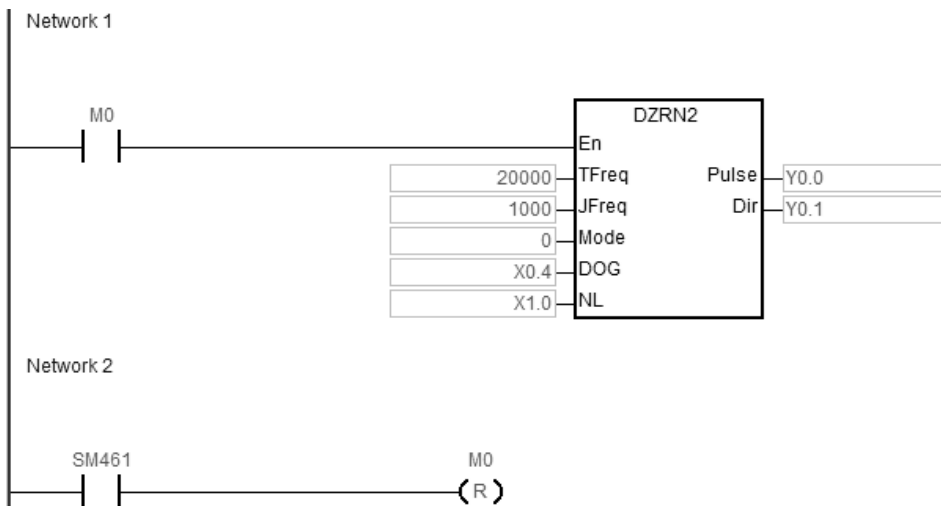 Network 1
M0
DZRN2
En
20000 TFreq Pulse Y0.0
1000 JFreq Dir Y0.1
0 Mode
X0.4 DOG
X1.0 NL
Network 2
SM461 M0
R